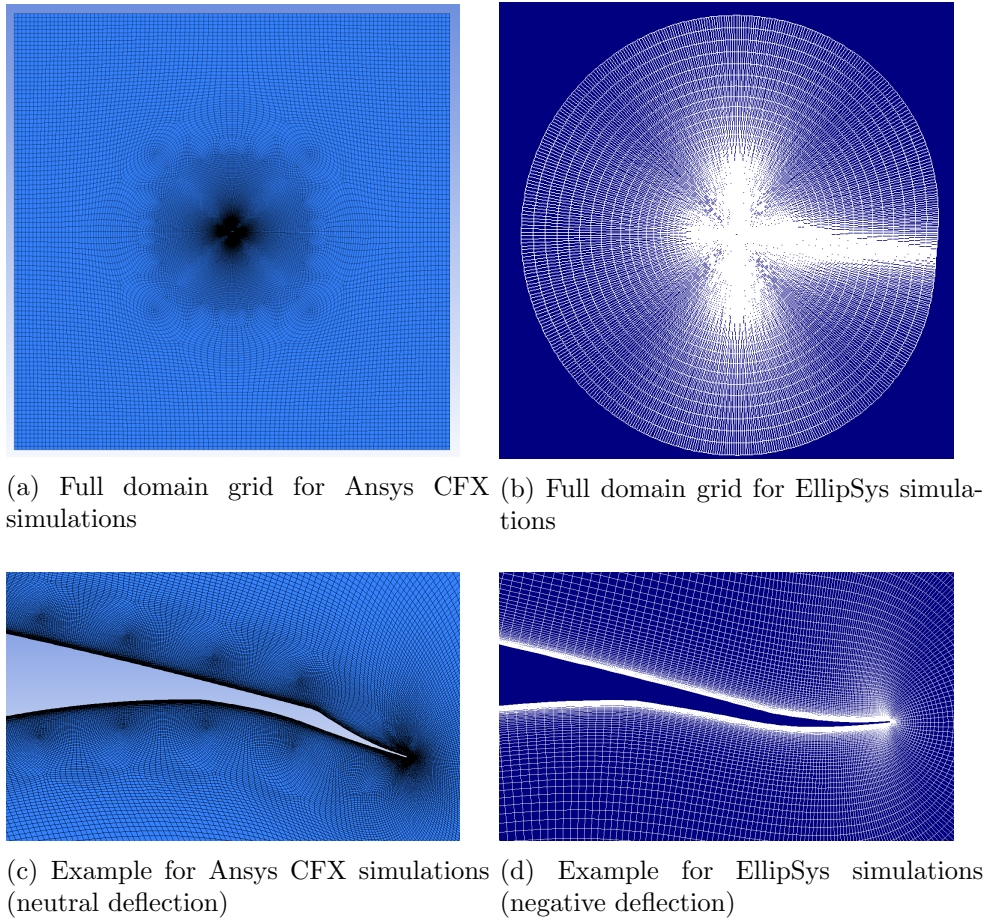 (a) Full domain grid for Ansys CFX
simulations
(b) Full domain grid for EllipSys simula-
tions
(c) Example for Ansys CFX simulations
(neutral deflection)
(d) Example for EllipSys simulations
(negative deflection)